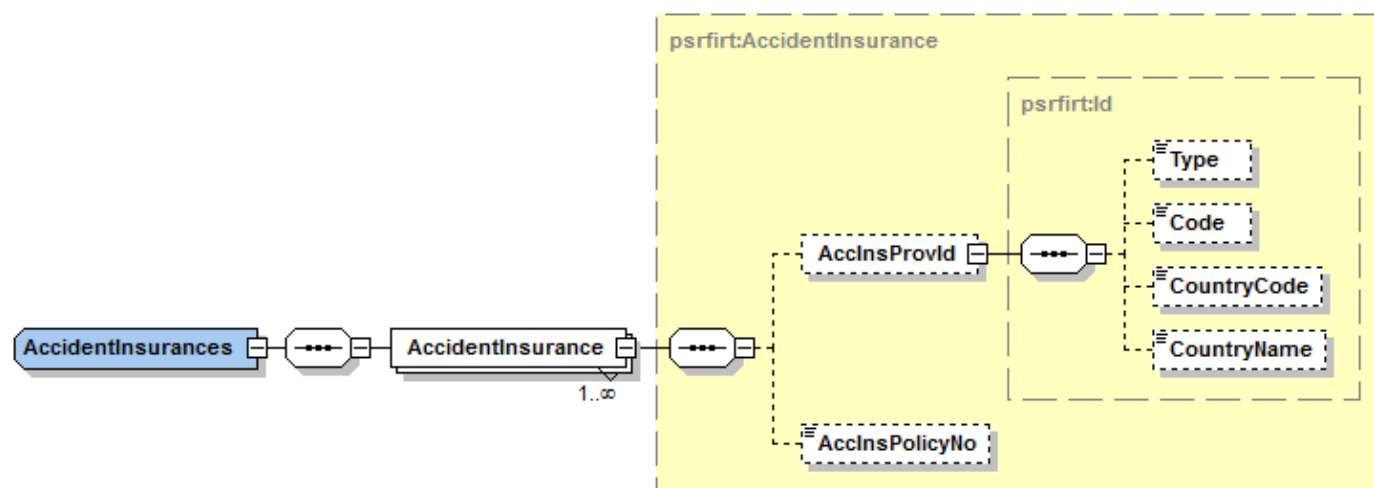 psrfirt:AccidentInsurance
psrfirt:Id
Type
Code
AccInsProvId
CountryCode
AccidentInsurances
AccidentInsurance
CountryName
1..∞
AccInsPolicyNo